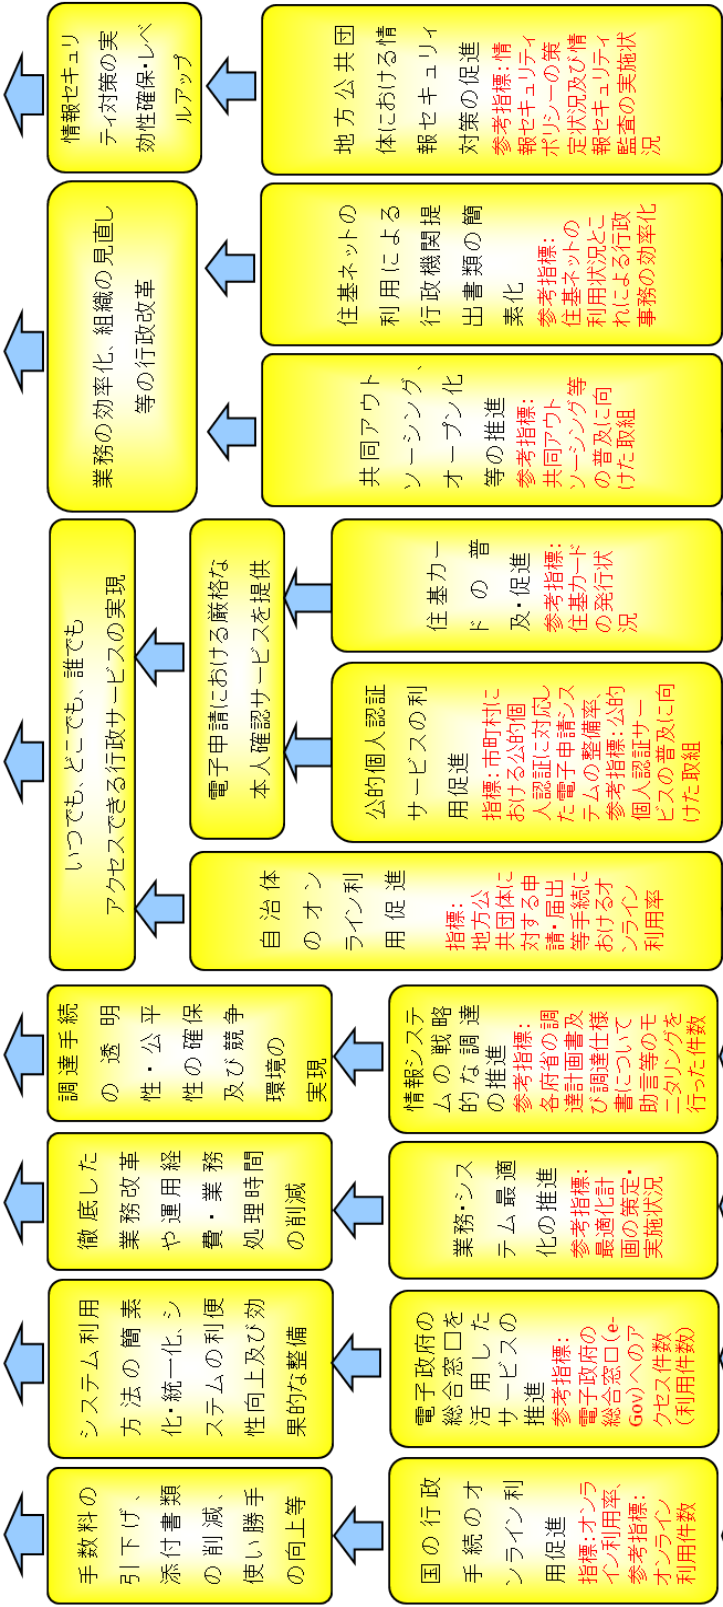 手数料の
引下げ、
添付書類
の削減、
使い勝手
の向上等
システム利用
方法の簡素
化・統一化、シ
ステムの利便
性向上及び効
果的な整備
徹底した
業務改革
や運用経
費・業務
処理時間
の削減
調達手続
の透明
性・公平
性の確保
及び競争
環境の
実現
いつでも、どこでも、誰でも
アクセスできる行政サービスの実現
業務の効率化、組織の見直し
等の行政改革
情報セキュリ
ティ対策の実
効性確保・レベ
ルアップ
電子申請における厳格な
本人確認サービスを提供
国の行政
手続のオ
ンライン利
用促進
指標：オンラ
イン利用率、
参考指標：
オンライン
利用件数
電子政府の
総合窓口を
活用した
サービスの
推進
参考指標：
電子政府の
総合窓口（e-
Gov）へのア
クセス件数
（利用件数）
業務・シス
テム最適
化の推進
参考指標：
最適化計
画の策定・
実施状況
情報システ
ムの戦略
的な調達
の推進
参考指標：
各府省の調
達計画書及
び調達仕様
書について
助言等のモ
ニタリングを
行った件数
自治体
のオン
ライン利
用促進
指標：
地方公
共団体に
対する申
請・届出
等手続に
おけるオ
ンライン
利用率
公的個人認証
サービスの利
用促進
指標：市町村に
おける公的個
人認証に対応し
た電子申請シス
テムの整備率、
参考指標：公的
個人認証サー
ビスの普及に向
けた取組
住基カー
ドの普
及・促進
参考指標：
住基カード
の発行状
況
共同アウト
ソーシング、
オープン化
等の推進
参考指標：
共同アウト
ソーシング等
の普及に向
けた取組
住基ネットの
利用による
行政機関提
出書類の簡
素化
参考指標：
住基ネットの
利用状況とこ
れによる行政
事務の効率化
地方公共団
体における情
報セキュリィ
対策の促進
参考指標：情
報セキュリティ
ポリシーの策
定状況及び情
報セキュリティ
監査の実施状
況